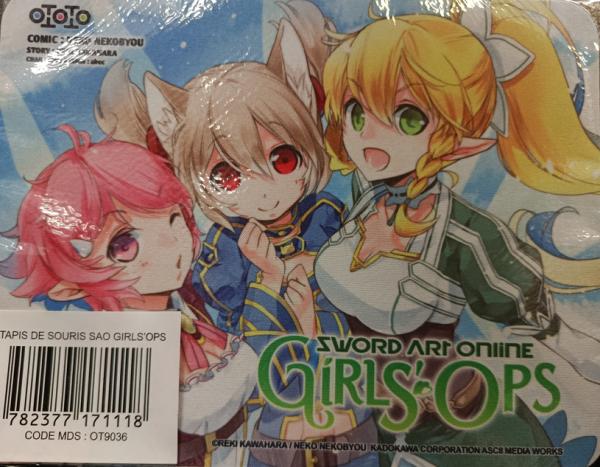 OTOTO
COMIC : NEKO NEKOBYOU
STORY :
TAPIS DE SOURIS SAO GIRLS'OPS
782377 171118
CODE MDS : OT9036
SWORD ART ONLINE
GIRLS' OPS
©REKI KAWAHARA / NEKO NEKOBYOU KADOKAWA CORPORATION ASCII MEDIA WORKS